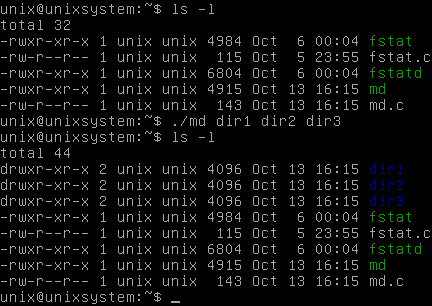 unix@unixsystem:~$ ls -l
total 32
-rwxr-xr-x 1 unix unix 4984 Oct  6 00:04 fstat
-rw-r--r-- 1 unix unix  115 Oct  5 23:55 fstat.c
-rwxr-xr-x 1 unix unix 6804 Oct  6 00:04 fstatd
-rwxr-xr-x 1 unix unix 4915 Oct 13 16:15 md
-rw-r--r-- 1 unix unix  143 Oct 13 16:15 md.c
unix@unixsystem:~$ ./md dir1 dir2 dir3
unix@unixsystem:~$ ls -l
total 44
drwxr-xr-x 2 unix unix 4096 Oct 13 16:15 dir1
drwxr-xr-x 2 unix unix 4096 Oct 13 16:15 dir2
drwxr-xr-x 2 unix unix 4096 Oct 13 16:15 dir3
-rwxr-xr-x 1 unix unix 4984 Oct  6 00:04 fstat
-rw-r--r-- 1 unix unix  115 Oct  5 23:55 fstat.c
-rwxr-xr-x 1 unix unix 6804 Oct  6 00:04 fstatd
-rwxr-xr-x 1 unix unix 4915 Oct 13 16:15 md
-rw-r--r-- 1 unix unix  143 Oct 13 16:15 md.c
unix@unixsystem:~$ _